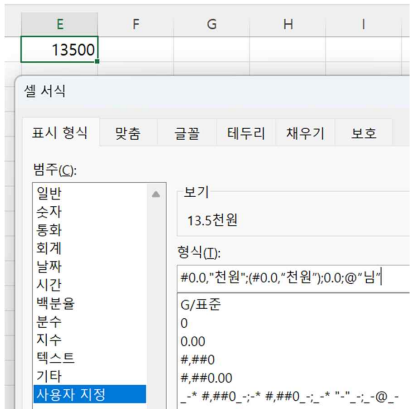 E F G H I
13500
셀 서식
표시 형식 맞춤 글꼴 테두리 채우기 보호
범주(C):
일반
숫자
통화
회계
날짜
시간
백분율
분수
지수
텍스트
기타
사용자 지정
보기
13.5천원
형식(T):
#0.0,"천원";(#0.0,"천원");0.0;@"님"
G/표준
0
0.00
#,##0
#,##0.00
_-* #,##0_-;-* #,##0_-;_-* "-"_-;_-@_-